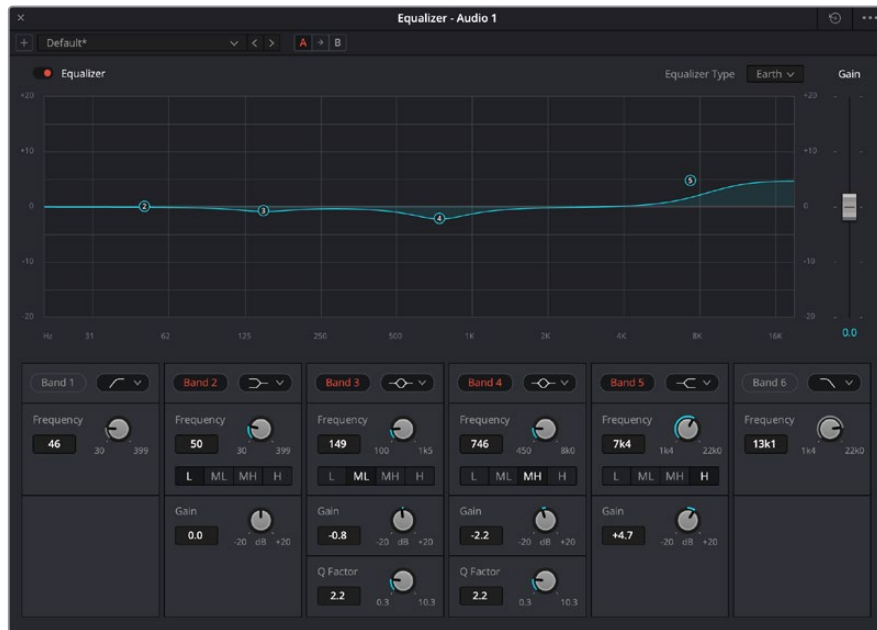 Equalizer - Audio 1
Default*
A B
Equalizer
Equalizer Type Earth Gain
+20 +20
+10 +10
2 3 4 5
0 0
-10 -10
-20 -20
Hz 31 62 125 250 500 1K 2K 4K 8K 16K 0.0
Band 1 Band 2 Band 3 Band 4 Band 5 Band 6
Frequency Frequency Frequency Frequency Frequency Frequency
46 50 149 746 7k4 13k1
30 399 30 399 100 1k5 450 8k0 1k4 22k0 1k4 22k0
L ML MH H L ML MH H L ML MH H L ML MH H
Gain Gain Gain Gain
0.0 -0.8 -2.2 +4.7
-20 dB +20 -20 dB +20 -20 dB +20 -20 dB +20
Q Factor Q Factor
2.2 2.2
0.3 10.3 0.3 10.3